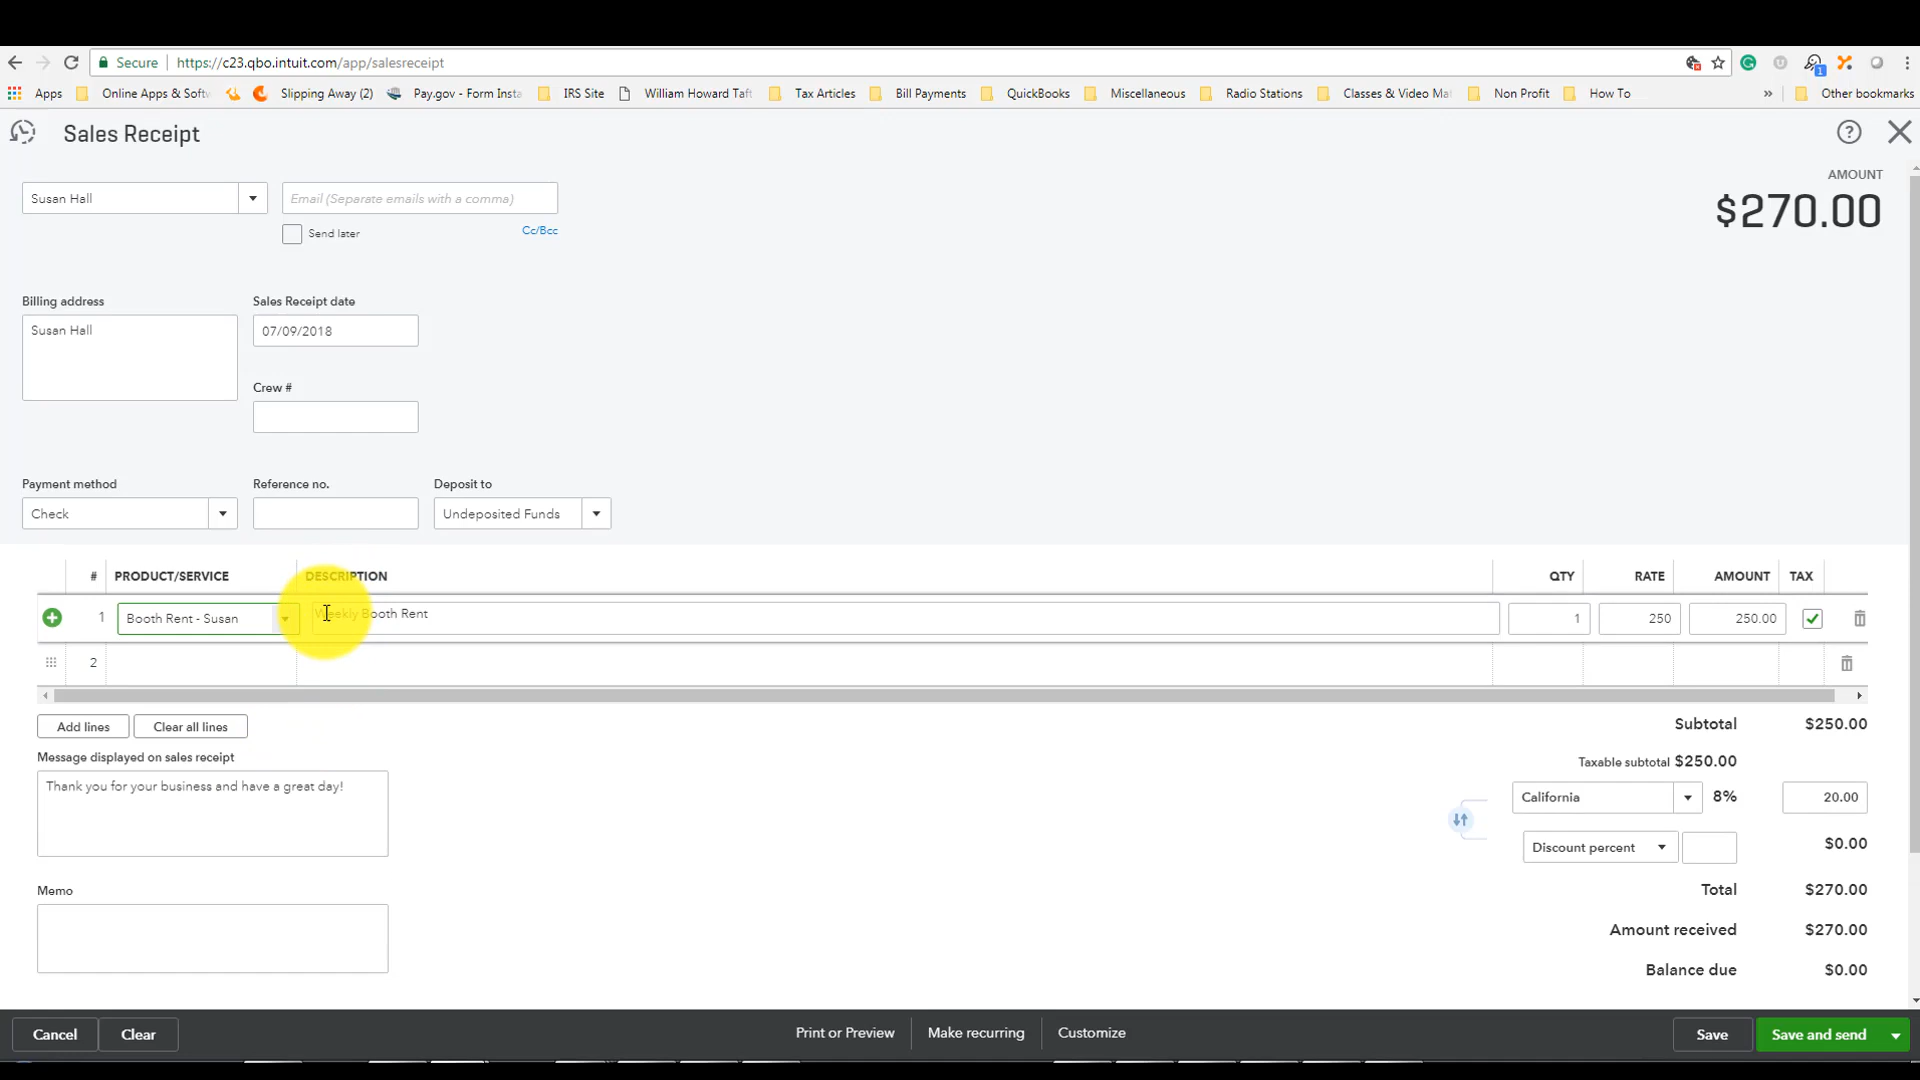 Secure https://c23.qbo.intuit.com/app/salesreceipt
Apps Online Apps & Softw Slipping Away (2) Pay.gov - Form Insta IRS Site William Howard Taft Tax Articles Bill Payments QuickBooks Miscellaneous Radio Stations Classes & Video Mat Non Profit How To » Other bookmarks
Sales Receipt
AMOUNT
$270.00
Susan Hall Email (Separate emails with a comma)
Send later Cc/Bcc
Billing address Sales Receipt date
Susan Hall 07/09/2018
Crew #
Payment method Reference no. Deposit to
Check Undeposited Funds
# PRODUCT/SERVICE DESCRIPTION QTY RATE AMOUNT TAX
1 Booth Rent - Susan Weekly Booth Rent 1 250 250.00
2
Add lines Clear all lines Subtotal $250.00
Message displayed on sales receipt Taxable subtotal $250.00
Thank you for your business and have a great day! California 8% 20.00
Discount percent $0.00
Memo Total $270.00
Amount received $270.00
Balance due $0.00
Cancel Clear Print or Preview Make recurring Customize Save Save and send